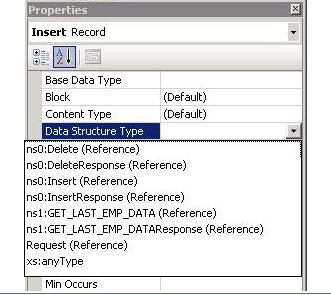 Properties
Insert Record
Base Data Type
Block (Default)
Content Type (Default)
Data Structure Type
ns0:Delete (Reference)
ns0:DeleteResponse (Reference)
ns0:Insert (Reference)
ns0:InsertResponse (Reference)
ns1:GET_LAST_EMP_DATA (Reference)
ns1:GET_LAST_EMP_DATAResponse (Reference)
Request (Reference)
xs:anyType
Min Occurs